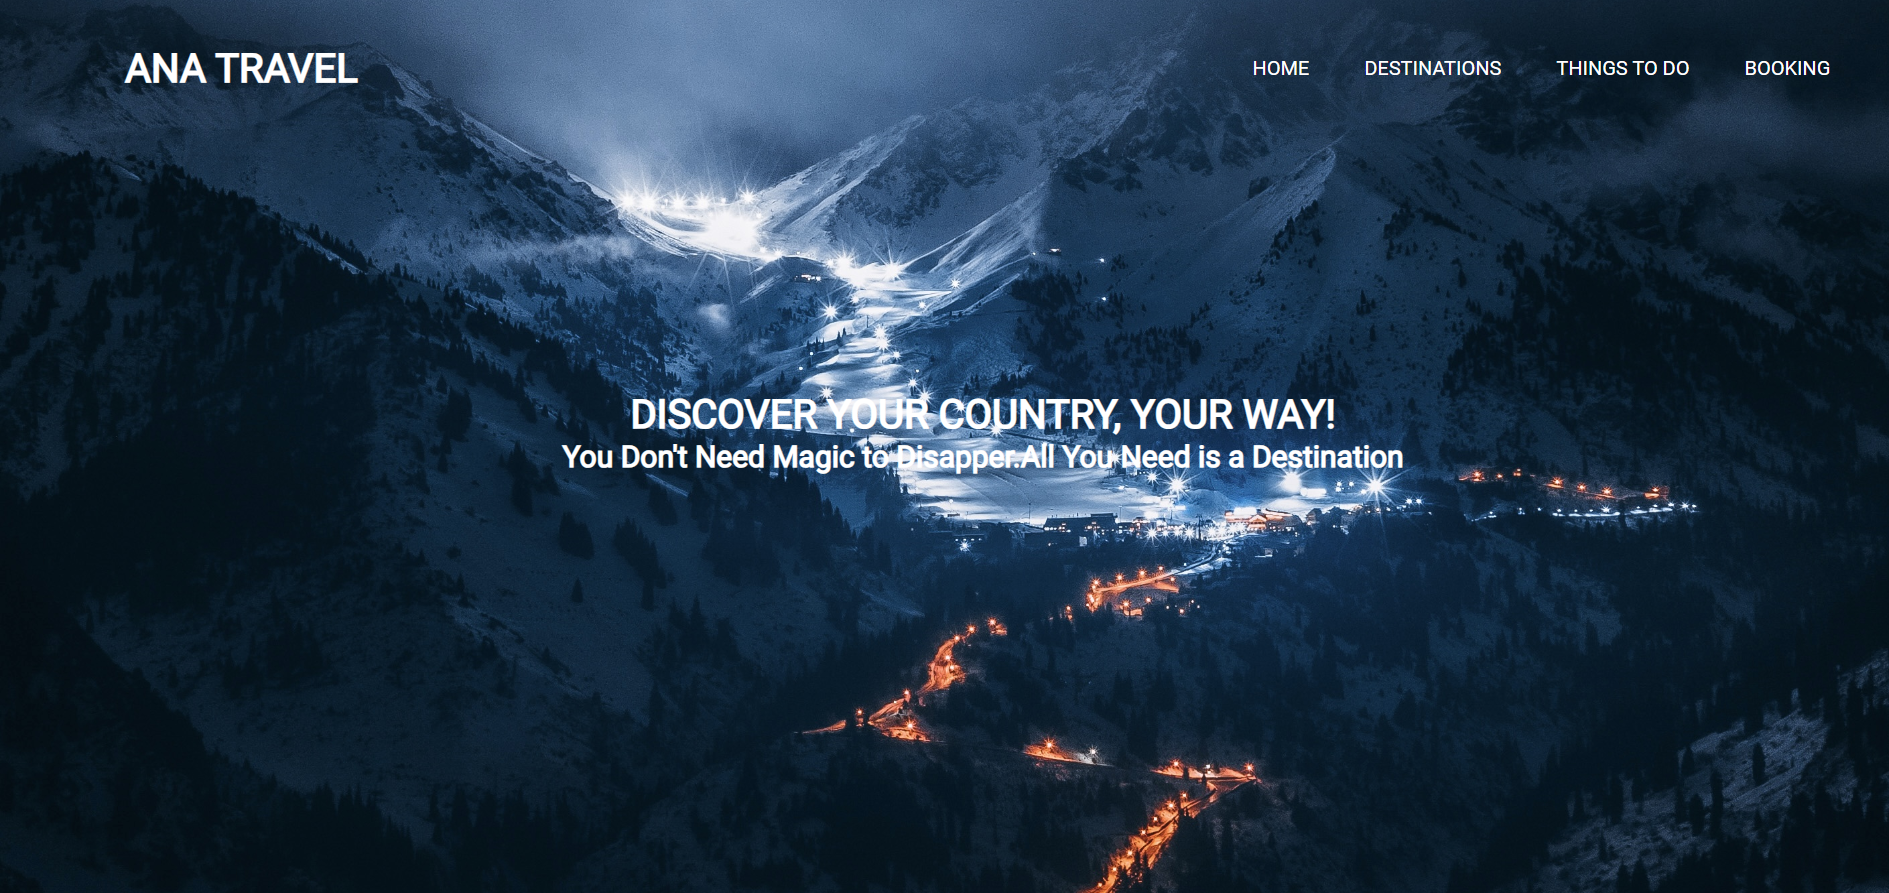 ANA TRAVEL
HOME DESTINATIONS THINGS TO DO BOOKING
DISCOVER YOUR COUNTRY, YOUR WAY!
You Don't Need Magic to Disapper.All You Need is a Destination